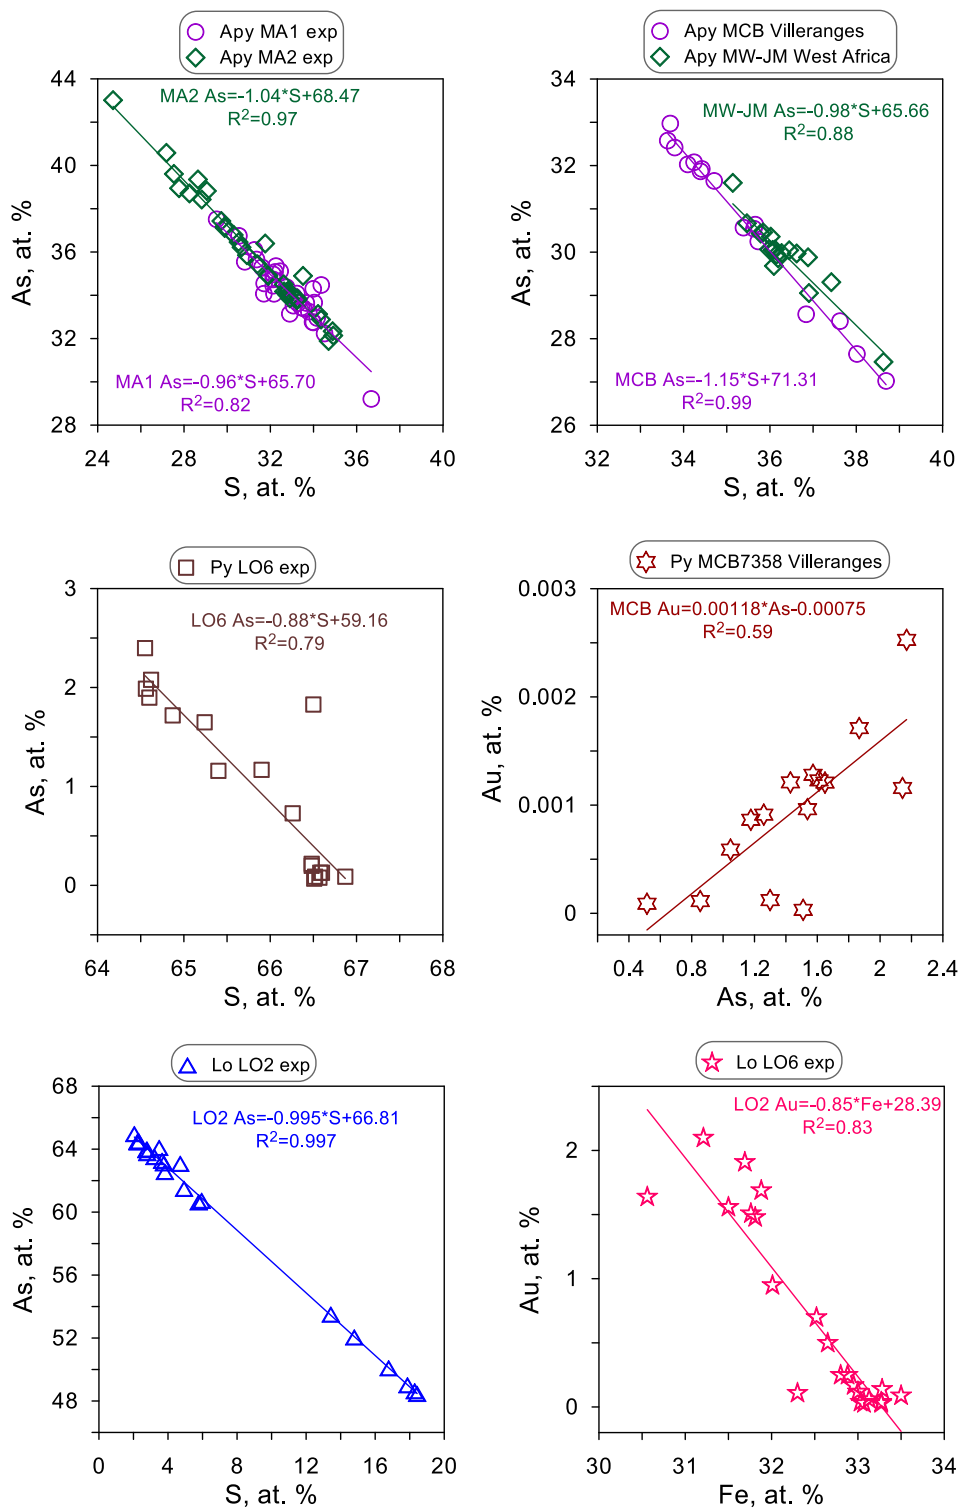 Apy MA1 exp
Apy MA2 exp
44
40
36
32
28
As, at. %
MA2 As=-1.04*S+68.47
R2=0.97
MA1 As=-0.96*S+65.70
R2=0.82
24 28 32 36 40
S, at. %
Apy MCB Villeranges
Apy MW-JM West Africa
34
32
30
28
26
As, at. %
MW-JM As=-0.98*S+65.66
R2=0.88
MCB As=-1.15*S+71.31
R2=0.99
32 34 36 38 40
S, at. %
Py LO6 exp
3
2
1
0
As, at. %
LO6 As=-0.88*S+59.16
R2=0.79
64 65 66 67 68
S, at. %
Py MCB7358 Villeranges
0.003
0.002
0.001
0
Au, at. %
MCB Au=0.00118*As-0.00075
R2=0.59
0.4 0.8 1.2 1.6 2 2.4
As, at. %
Lo LO2 exp
68
64
60
56
52
48
As, at. %
LO2 As=-0.995*S+66.81
R2=0.997
0 4 8 12 16 20
S, at. %
Lo LO6 exp
2
1
0
Au, at. %
LO2 Au=-0.85*Fe+28.39
R2=0.83
30 31 32 33 34
Fe, at. %